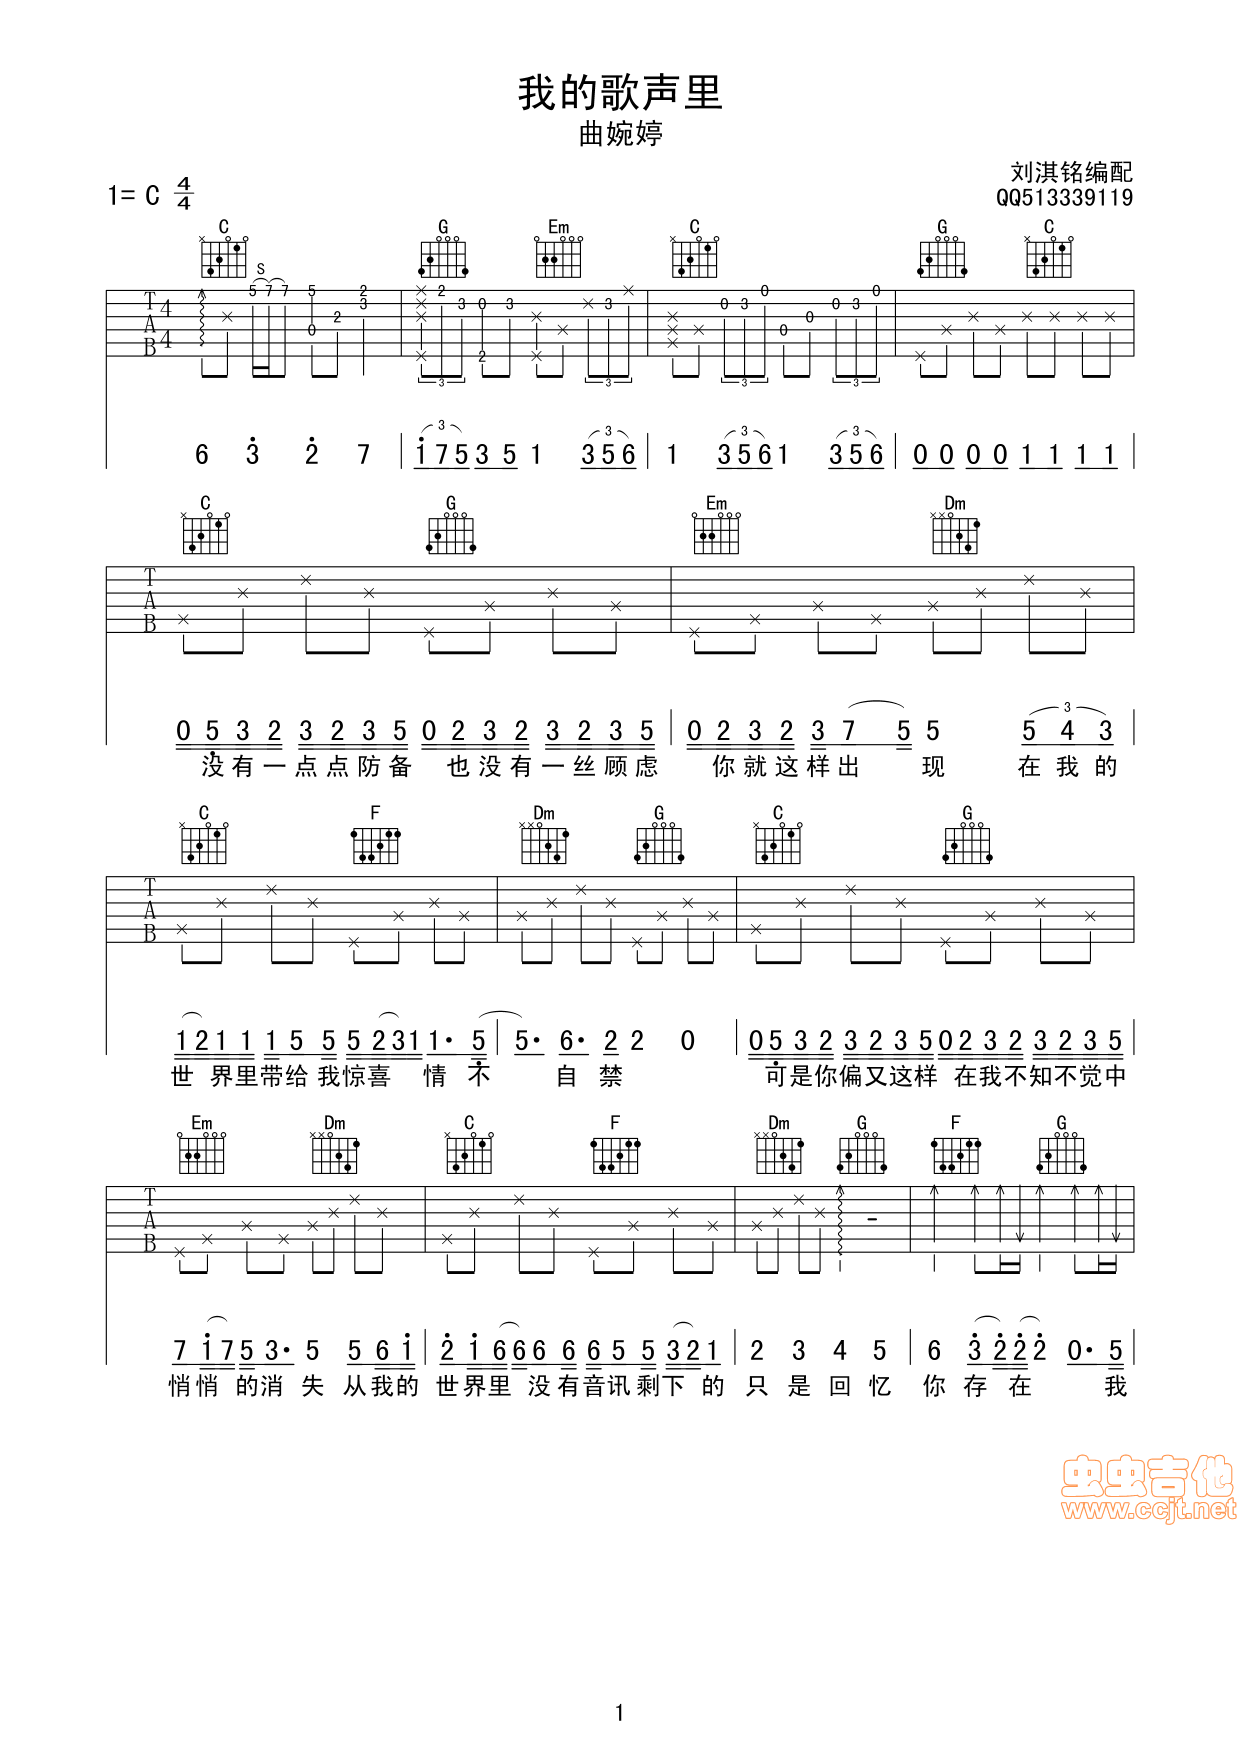 我的歌声里
曲婉婷
刘淇铭编配
1= C 4/4 QQ513339119
C G Em C G C
S
5 7 7 5 2 2 3 0 3 3 0 3 0 0 3 0
T 4 3 3 3
A 2 0 0
B 4 0 2 0
3 3 3 3
3 3 3 3
6 3 2 7 1 7 5 3 5 1 3 5 6 1 3 5 6 1 3 5 6 0 0 0 0 1 1 1 1
C G Em Dm
T
A
B
3
0 5 3 2 3 2 3 5 0 2 3 2 3 2 3 5 0 2 3 2 3 7 5 5 5 4 3
没有一点点防备 也没有一丝顾虑 你就这样出 现 在我的
C F Dm G C G
T
A
B
1 2 1 1 1 5 5 5 2 3 1 1· 5 5· 6· 2 2 0 0 5 3 2 3 2 3 5 0 2 3 2 3 2 3 5
世 界里带给我惊喜 情 不 自 禁 可是你偏又这样 在我不知不觉中
Em Dm C F Dm G F G
T
A
B
7 1 7 5 3· 5 5 6 1 2 1 6 6 6 6 6 5 5 3 2 1 2 3 4 5 6 3 2 2 2 0· 5
悄悄 的消 失 从我的 世界里 没有音讯剩下 的 只 是 回 忆 你 存 在 我
虫虫吉他
www.ccjt.net
1